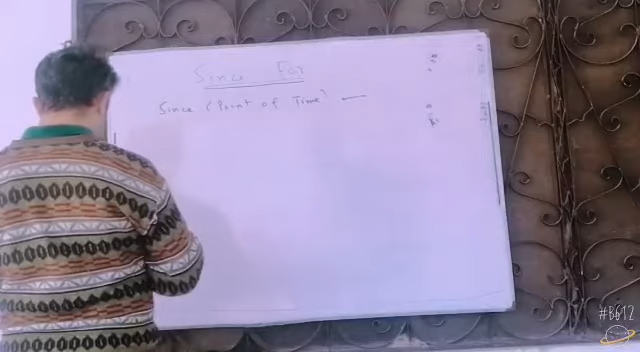 Since For
Since (Point of Time) —
#B612